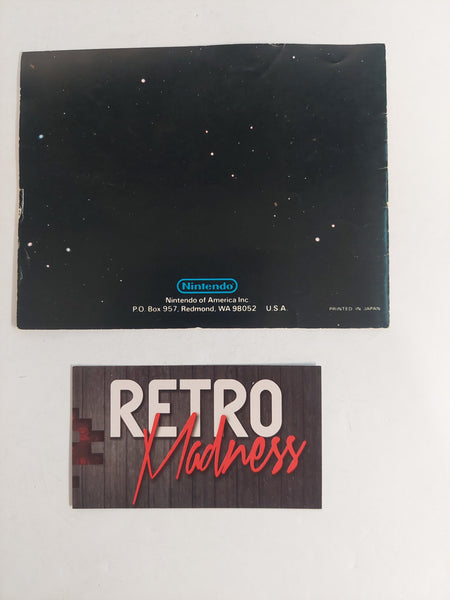 Nintendo
Nintendo of America Inc.
P.O. Box 957, Redmond, WA 98052 U.S.A.
PRINTED IN JAPAN
RETRO
Madness